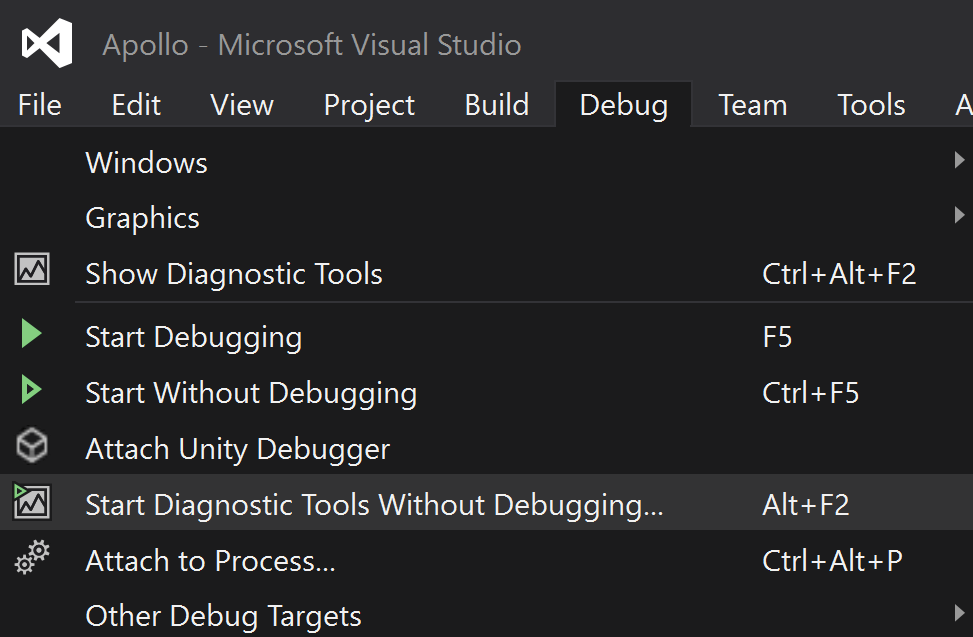 Apollo - Microsoft Visual Studio
File Edit View Project Build Debug Team Tools A
Windows
Graphics
Show Diagnostic Tools Ctrl+Alt+F2
Start Debugging F5
Start Without Debugging Ctrl+F5
Attach Unity Debugger
Start Diagnostic Tools Without Debugging... Alt+F2
Attach to Process... Ctrl+Alt+P
Other Debug Targets